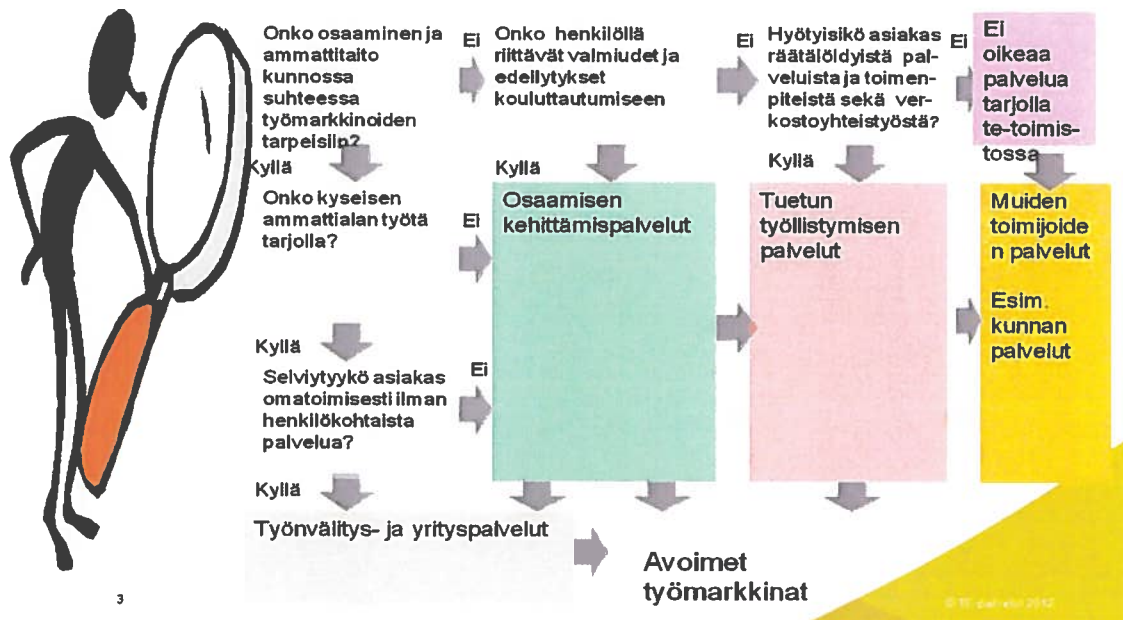 Onko osaaminen ja
ammattitaito
kunnossa
suhteessa
työmarkkinoiden
tarpeisiin?
Ei
Onko henkilöllä
riittävät valmiudet ja
edellytykset
kouluttautumiseen
Ei
Hyötyisikö asiakas
räätälöldyistä pal-
veluista ja toimen-
piteistä sekä ver-
kostoyhteistyöstä?
Ei
Ei
oikeaa
palvelua
tarjolla
te-toimis-
tossa
Kyllä
Kyllä
Kyllä
Onko kyseisen
ammattialan työtä
tarjolla?
Ei
Osaamisen
kehittämispalvelut
Tuetun
työllistymisen
palvelut
Muiden
toimijoide
n palvelut
Esim.
kunnan
palvelut
Kyllä
Selviytyykö asiakas
omatoimisesti ilman
henkilökohtaista
palvelua?
Ei
Kyllä
Työnvälitys- ja yrityspalvelut
Avoimet
työmarkkinat
3